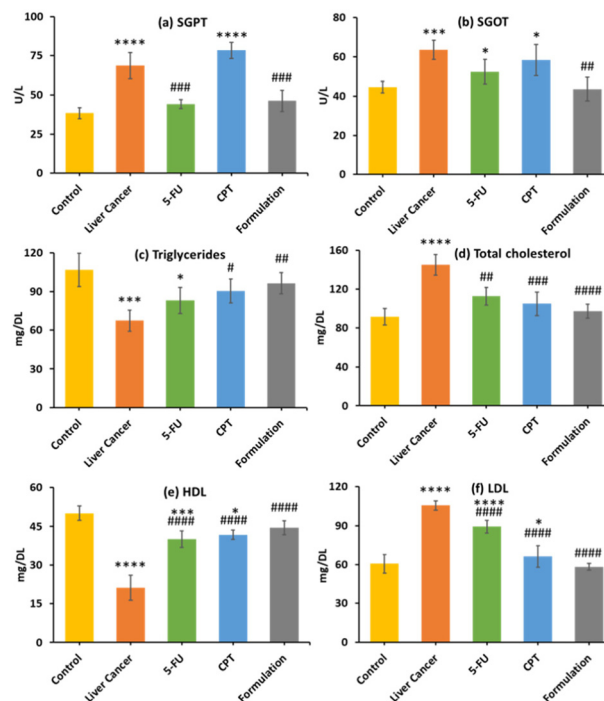 (a) SGPT
U/L
100
75
50
25
0
****
###
****
###
Control
Liver Cancer
5-FU
CPT
Formulation
(b) SGOT
U/L
80
60
40
20
0
***
*
*
##
Control
Liver Cancer
5-FU
CPT
Formulation
(c) Triglycerides
mg/DL
120
90
60
30
0
***
*
#
##
Control
Liver Cancer
5-FU
CPT
Formulation
(d) Total cholesterol
mg/DL
160
120
80
40
0
****
##
###
####
Control
Liver Cancer
5-FU
CPT
Formulation
(e) HDL
mg/DL
60
45
30
15
0
****
***
####
*
####
####
Control
Liver Cancer
5-FU
CPT
Formulation
(f) LDL
mg/DL
120
90
60
30
0
****
****
####
*
####
####
Control
Liver Cancer
5-FU
CPT
Formulation